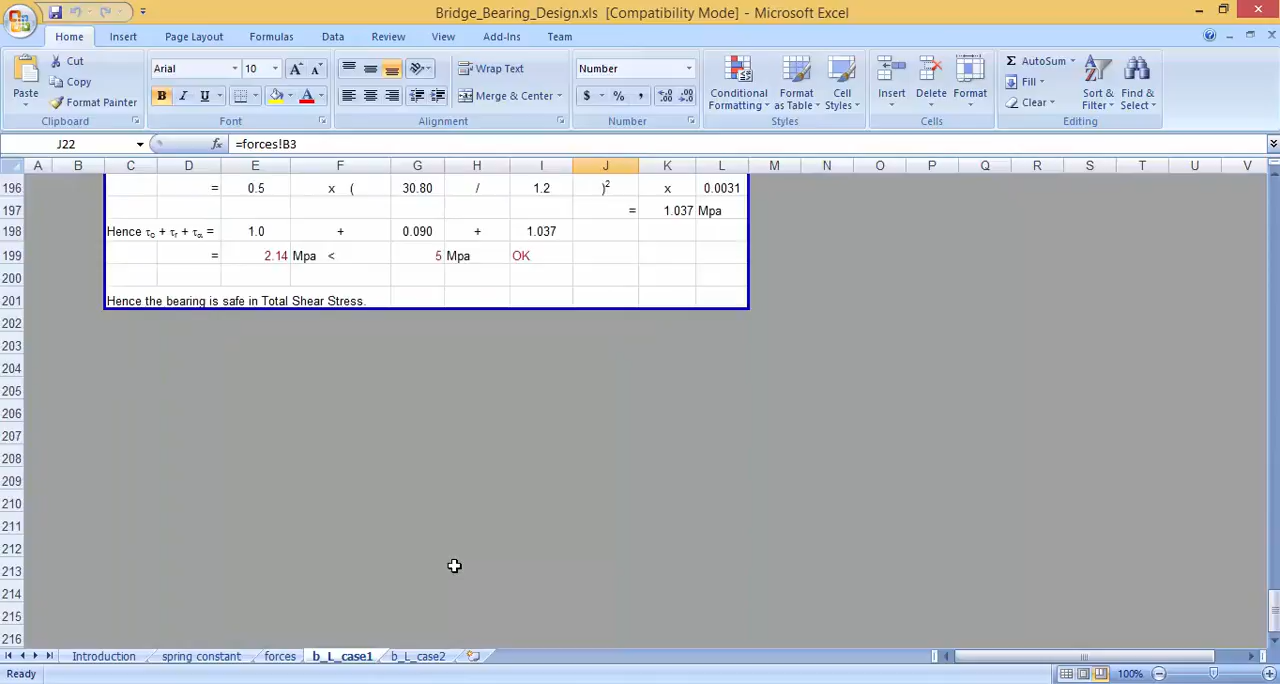 Bridge_Bearing_Design.xls [Compatibility Mode] - Microsoft Excel
Home Insert Page Layout Formulas Data Review View Add-Ins Team
Paste Cut Copy Format Painter Clipboard
Arial 10 A A B I U A Font
Wrap Text Merge & Center Alignment
Number $ % , .0 .00 .00 .0 Number
Conditional Formatting Format as Table Cell Styles Styles
Insert Delete Format Cells
Σ AutoSum Fill Clear Sort & Filter Find & Select Editing
J22 fx =forces!B3
A B C D E F G H I J K L M N O P Q R S T U V
196 = 0.5 x ( 30.80 / 1.2 )2 x 0.0031
197 = 1.037 Mpa
198 Hence τc + τr + τα = 1.0 + 0.090 + 1.037
199 = 2.14 Mpa < 5 Mpa OK
200
201 Hence the bearing is safe in Total Shear Stress.
202
203
204
205
206
207
208
209
210
211
212
213
214
215
216
Introduction spring constant forces b_L_case1 b_L_case2
Ready 100%